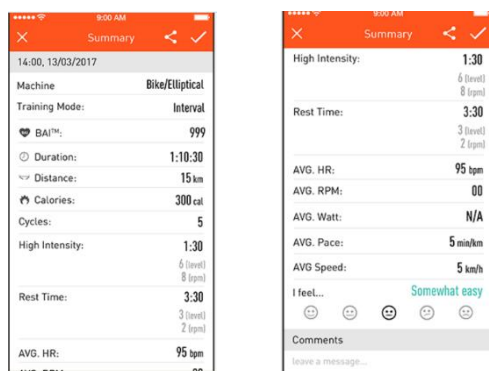 9:00 AM
Summary
14:00, 13/03/2017
Machine Bike/Elliptical
Training Mode: Interval
BAI™: 999
Duration: 1:10:30
Distance: 15 km
Calories: 300 cal
Cycles: 5
High Intensity: 1:30
6 (level)
8 (rpm)
Rest Time: 3:30
3 (level)
2 (rpm)
AVG. HR: 95 bpm
9:00 AM
Summary
High Intensity: 1:30
6 (level)
8 (rpm)
Rest Time: 3:30
3 (level)
2 (rpm)
AVG. HR: 95 bpm
AVG. RPM: 00
AVG. Watt: N/A
AVG. Pace: 5 min/km
AVG Speed: 5 km/h
I feel... Somewhat easy
Comments
leave a message...